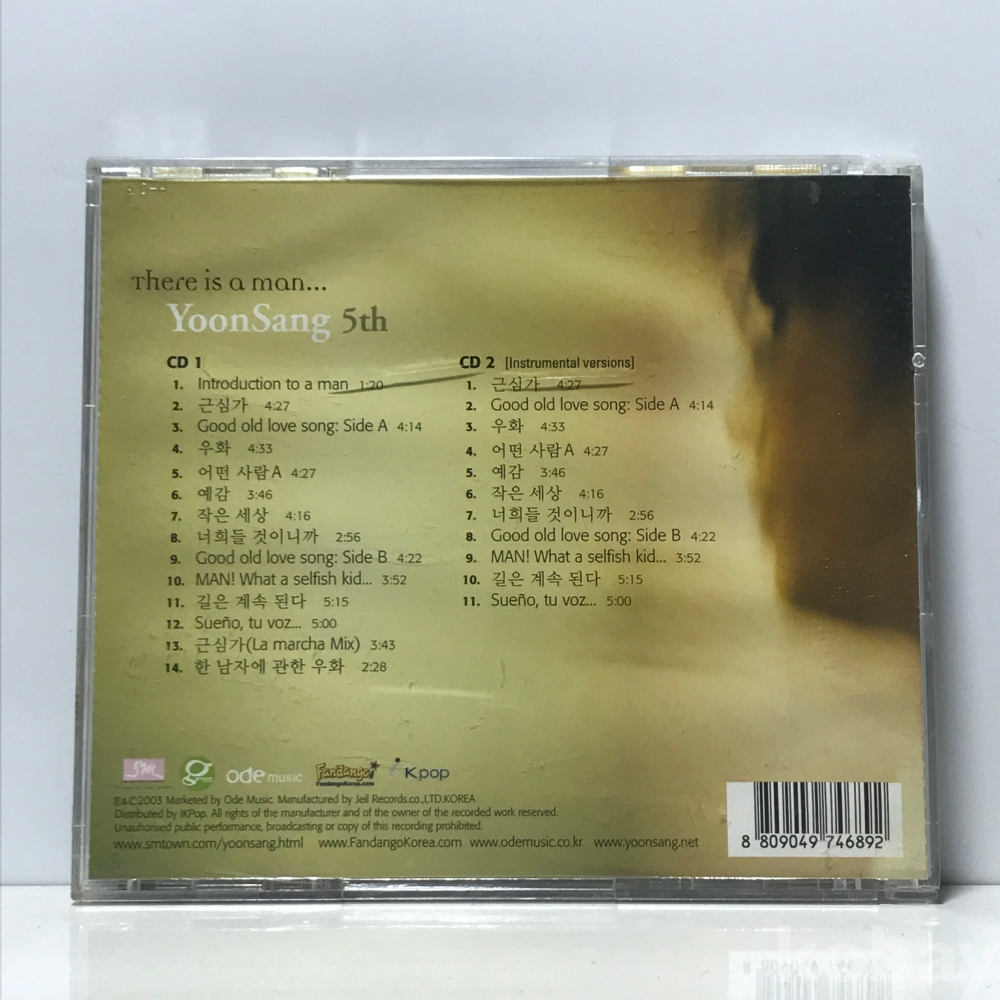 There is a man...
YoonSang 5th
CD 1
1. Introduction to a man 1:20
2. 근심가 4:27
3. Good old love song: Side A 4:14
4. 우화 4:33
5. 어떤 사람 A 4:27
6. 예감 3:46
7. 작은 세상 4:16
8. 너희들 것이니까 2:56
9. Good old love song: Side B 4:22
10. MAN! What a selfish kid... 3:52
11. 길은 계속 된다 5:15
12. Sueño, tu voz... 5:00
13. 근심가(La marcha Mix) 3:43
14. 한 남자에 관한 우화 2:28
CD 2 [Instrumental versions]
1. 근심가 4:27
2. Good old love song: Side A 4:14
3. 우화 4:33
4. 어떤 사람 A 4:27
5. 예감 3:46
6. 작은 세상 4:16
7. 너희들 것이니까 2:56
8. Good old love song: Side B 4:22
9. MAN! What a selfish kid... 3:52
10. 길은 계속 된다 5:15
11. Sueño, tu voz... 5:00
SM ode music Fandango! iKpop
FandangoKorea.com
℗&©2003 Marketed by Ode Music. Manufactured by Jeil Records.co.,LTD.KOREA
Distributed by IKPop. All rights of the manufacturer and of the owner of the recorded work reserved.
Unauthorised public performance, broadcasting or copy of this recording prohibited.
www.smtown.com/yoonsang.html www.FandangoKorea.com www.odemusic.co.kr www.yoonsang.net
8 809049 746892
kobay